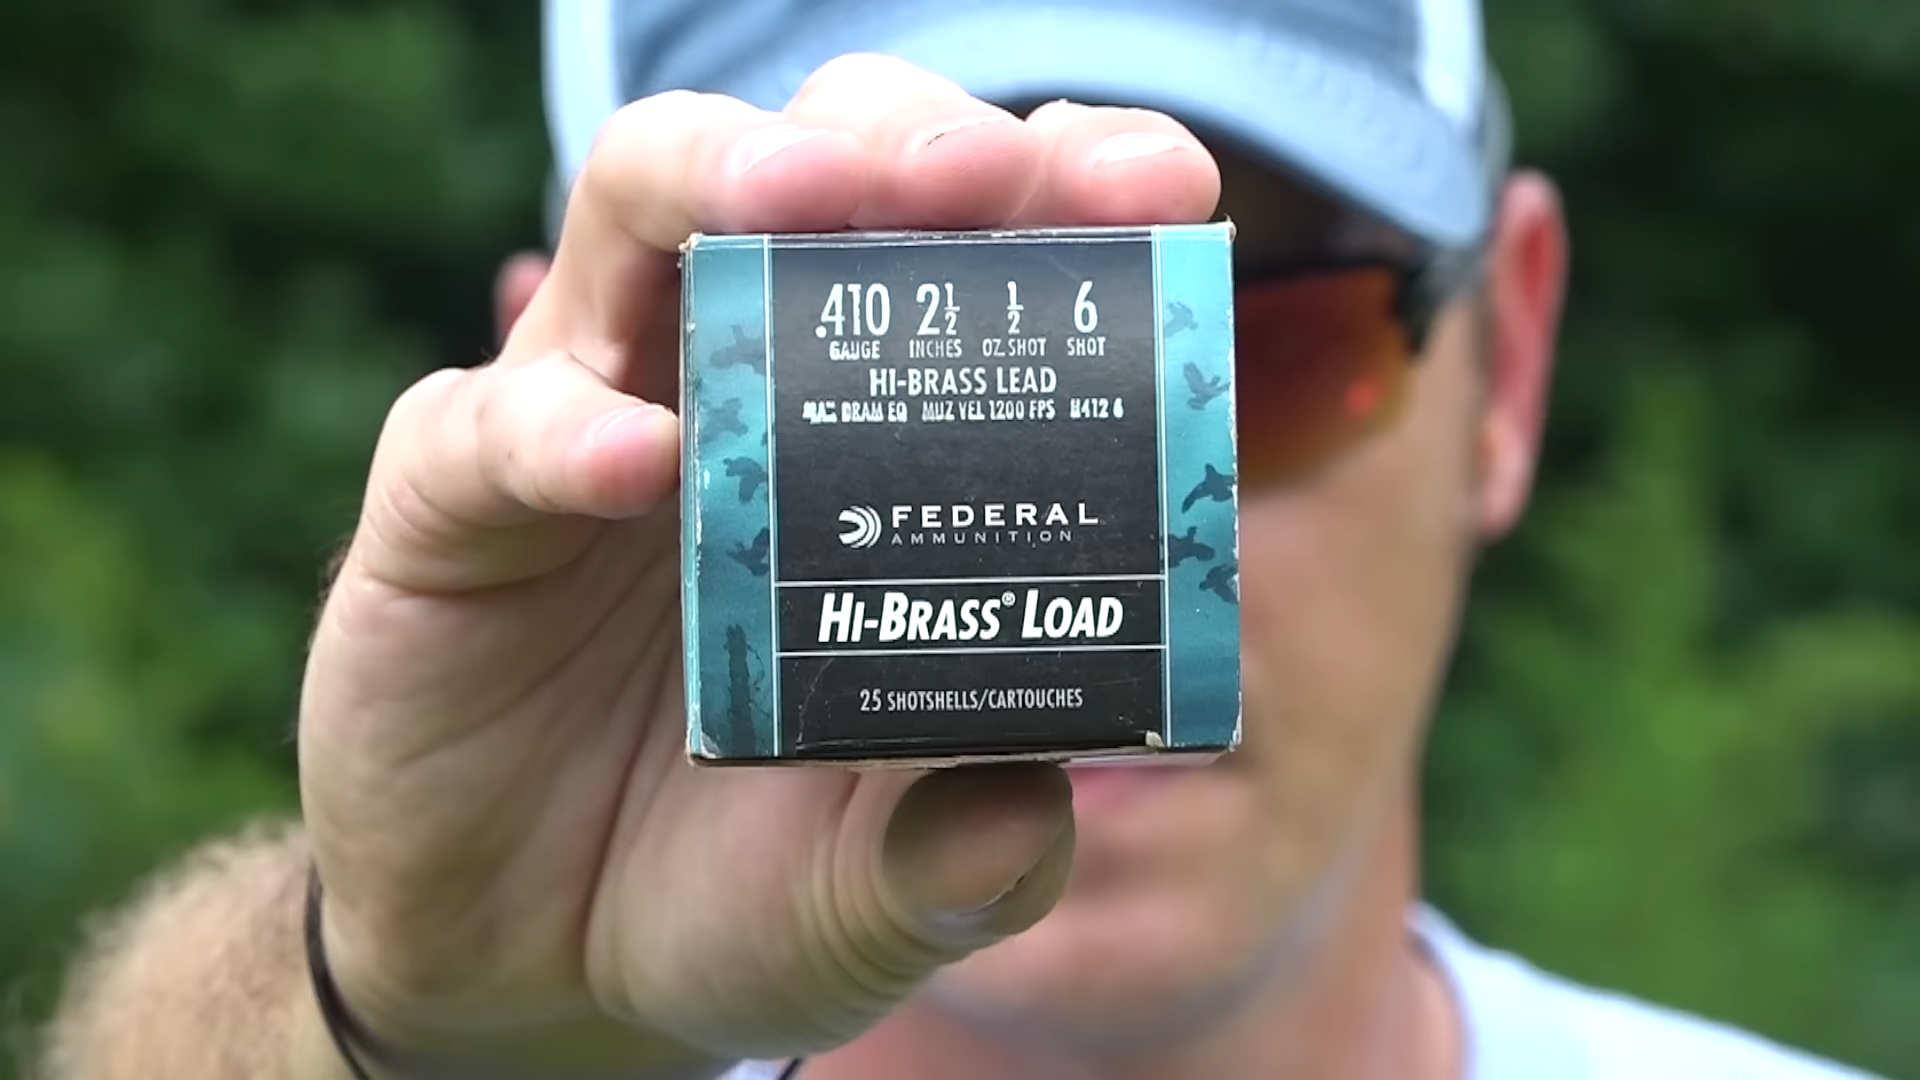 .410 2½ ½ 6
GAUGE INCHES OZ. SHOT SHOT
HI-BRASS LEAD
MAX DRAM EQ MUZ VEL 1200 FPS H412 6
FEDERAL
AMMUNITION
HI-BRASS® LOAD
25 SHOTSHELLS/CARTOUCHES